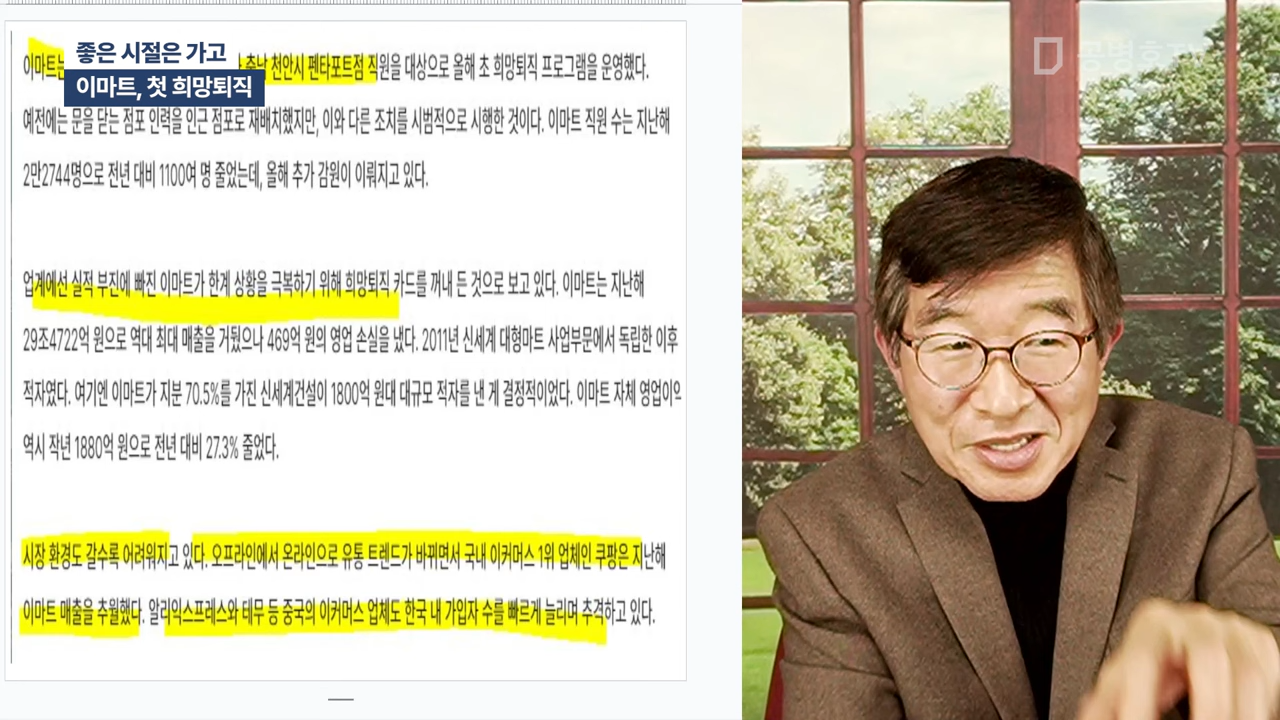 좋은 시절은 가고
이마트, 첫 희망퇴직
이마트는 충남 천안시 펜타포트점 직원을 대상으로 올해 초 희망퇴직 프로그램을 운영했다.
예전에는 문을 닫는 점포 인력을 인근 점포로 재배치했지만, 이와 다른 조치를 시범적으로 시행한 것이다. 이마트 직원 수는 지난해
2만2744명으로 전년 대비 1100여 명 줄었는데, 올해 추가 감원이 이뤄지고 있다.
업계에선 실적 부진에 빠진 이마트가 한계 상황을 극복하기 위해 희망퇴직 카드를 꺼내 든 것으로 보고 있다. 이마트는 지난해
29조4722억 원으로 역대 최대 매출을 거뒀으나 469억 원의 영업 손실을 냈다. 2011년 신세계 대형마트 사업부문에서 독립한 이후
적자였다. 여기엔 이마트가 지분 70.5%를 가진 신세계건설이 1800억 원대 대규모 적자를 낸 게 결정적이었다. 이마트 자체 영업이익
역시 작년 1880억 원으로 전년 대비 27.3% 줄었다.
시장 환경도 갈수록 어려워지고 있다. 오프라인에서 온라인으로 유통 트렌드가 바뀌면서 국내 이커머스 1위 업체인 쿠팡은 지난해
이마트 매출을 추월했다. 알리익스프레스와 테무 등 중국의 이커머스 업체도 한국 내 가입자 수를 빠르게 늘리며 추격하고 있다.